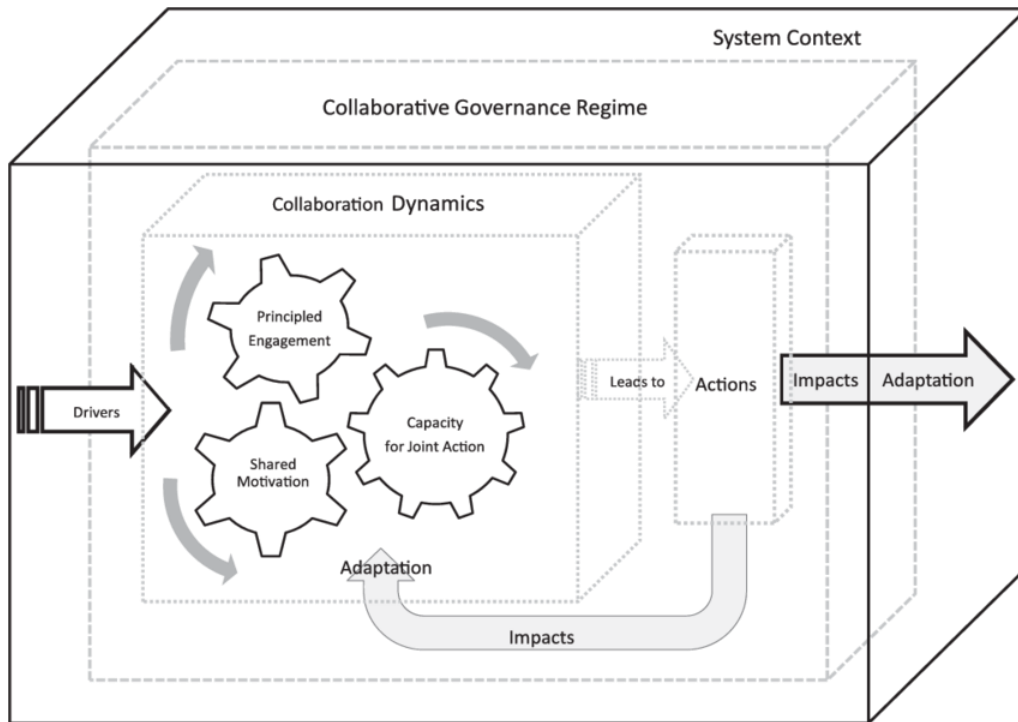 System Context
Collaborative Governance Regime
Collaboration Dynamics
Principled
Engagement
Drivers
Shared
Motivation
Capacity
for Joint Action
Leads to
Actions
Impacts
Adaptation
Adaptation
Impacts